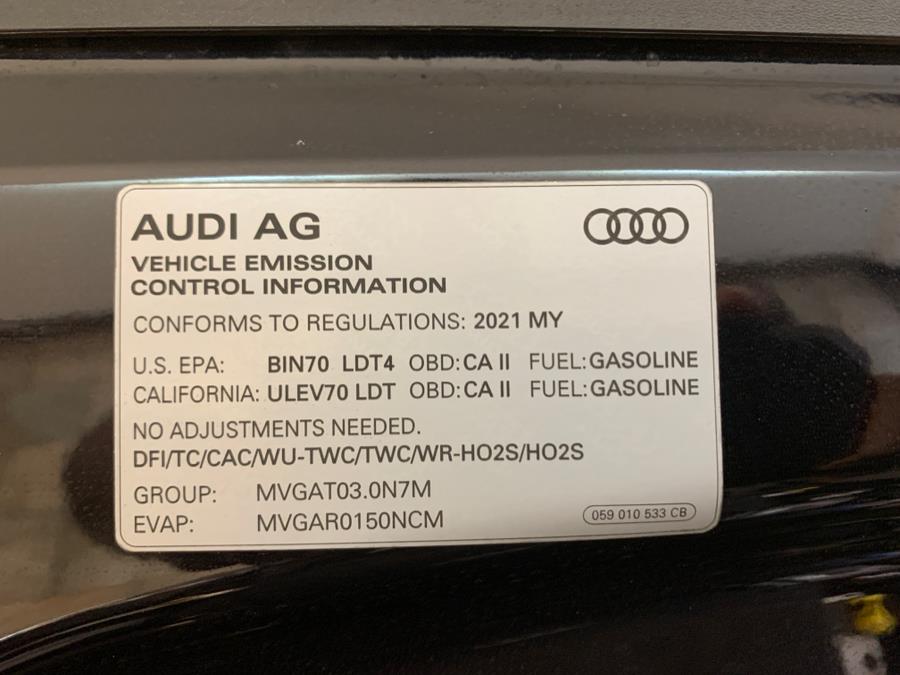 AUDI AG
VEHICLE EMISSION
CONTROL INFORMATION
CONFORMS TO REGULATIONS: 2021 MY
U.S. EPA: BIN70 LDT4 OBD: CA II FUEL: GASOLINE
CALIFORNIA: ULEV70 LDT OBD: CA II FUEL: GASOLINE
NO ADJUSTMENTS NEEDED.
DFI/TC/CAC/WU-TWC/TWC/WR-HO2S/HO2S
GROUP: MVGAT03.0N7M
EVAP: MVGAR0150NCM
059 010 533 CB